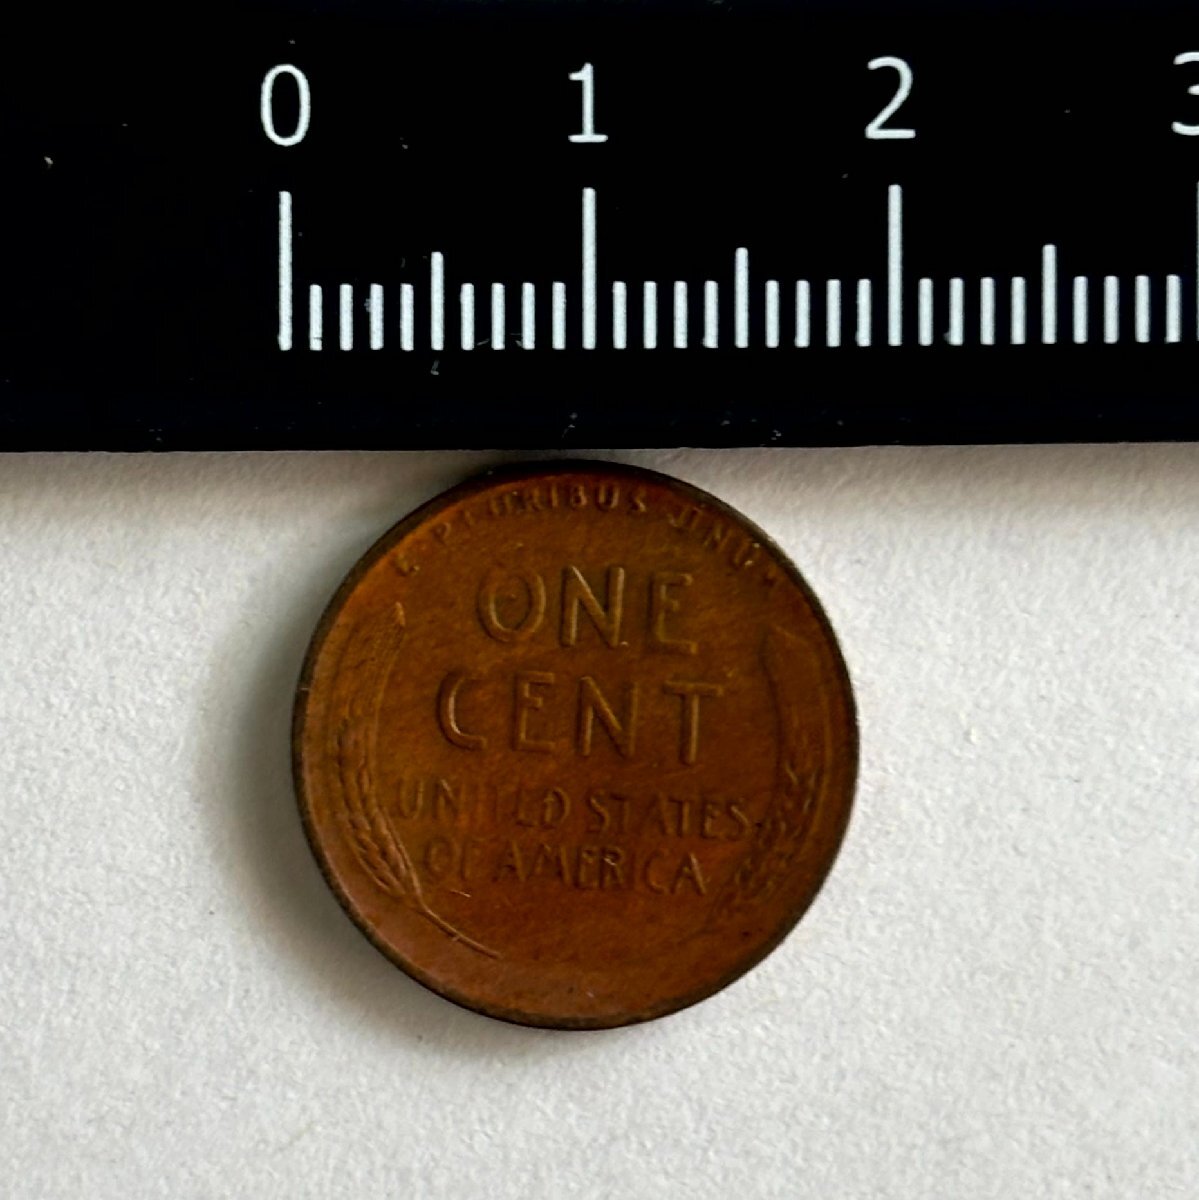 0 1 2 3
E PLURIBUS UNUM
ONE
CENT
UNITED STATES
OF AMERICA